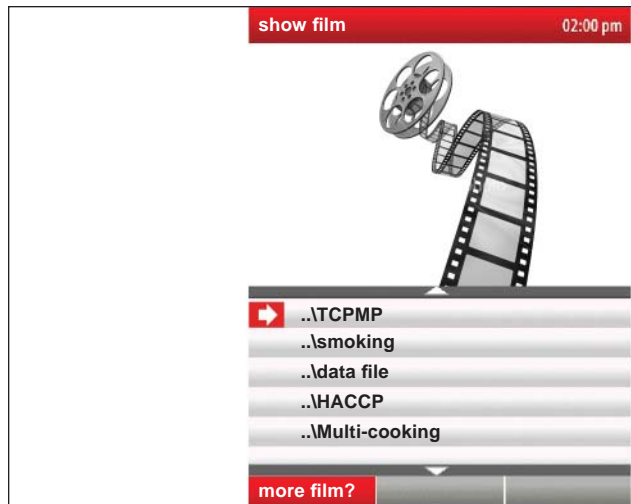 show film 02:00 pm
..\TCPMP
..\smoking
..\data file
..\HACCP
..\Multi-cooking
more film?